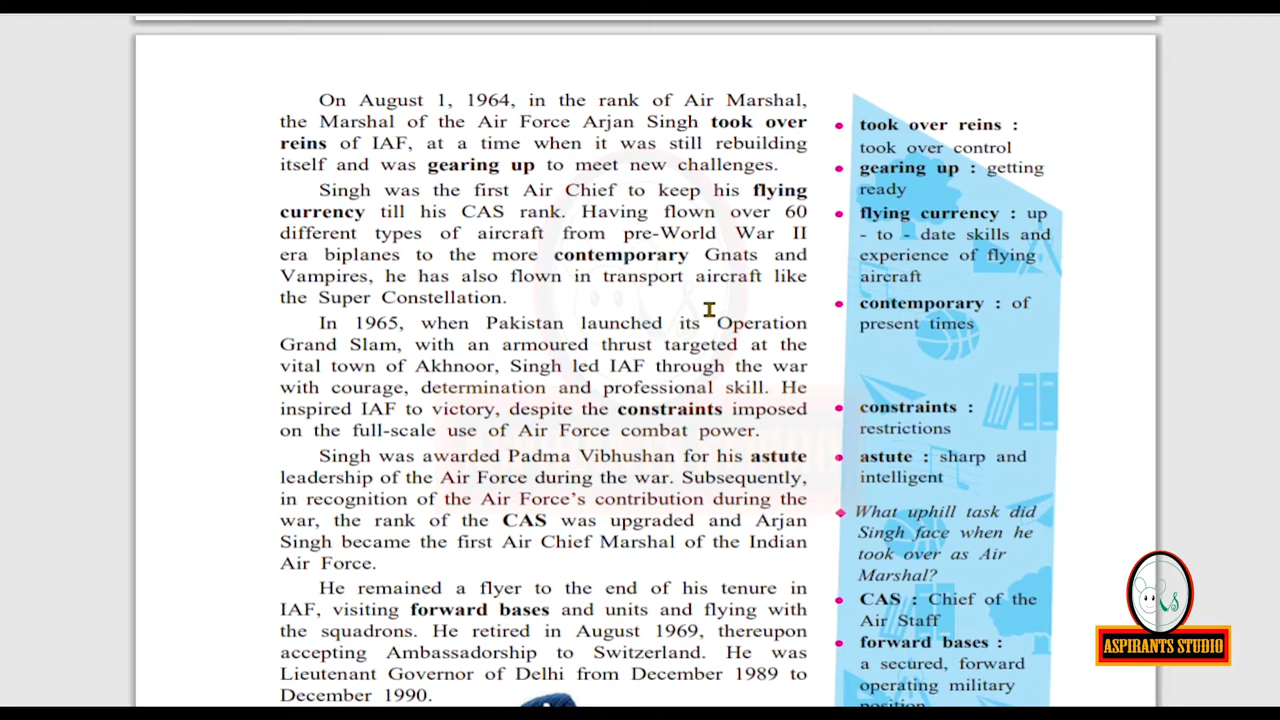 On August 1, 1964, in the rank of Air Marshal,
the Marshal of the Air Force Arjan Singh took over
reins of IAF, at a time when it was still rebuilding
itself and was gearing up to meet new challenges.
Singh was the first Air Chief to keep his flying
currency till his CAS rank. Having flown over 60
different types of aircraft from pre-World War II
era biplanes to the more contemporary Gnats and
Vampires, he has also flown in transport aircraft like
the Super Constellation.
In 1965, when Pakistan launched its Operation
Grand Slam, with an armoured thrust targeted at the
vital town of Akhnoor, Singh led IAF through the war
with courage, determination and professional skill. He
inspired IAF to victory, despite the constraints imposed
on the full-scale use of Air Force combat power.
Singh was awarded Padma Vibhushan for his astute
leadership of the Air Force during the war. Subsequently,
in recognition of the Air Force's contribution during the
war, the rank of the CAS was upgraded and Arjan
Singh became the first Air Chief Marshal of the Indian
Air Force.
He remained a flyer to the end of his tenure in
IAF, visiting forward bases and units and flying with
the squadrons. He retired in August 1969, thereupon
accepting Ambassadorship to Switzerland. He was
Lieutenant Governor of Delhi from December 1989 to
December 1990.
took over reins :
took over control
gearing up : getting
ready
flying currency : up
- to - date skills and
experience of flying
aircraft
contemporary : of
present times
constraints :
restrictions
astute : sharp and
intelligent
What uphill task did
Singh face when he
took over as Air
Marshal?
CAS : Chief of the
Air Staff
forward bases :
a secured, forward
operating military
position
ASPIRANTS STUDIO